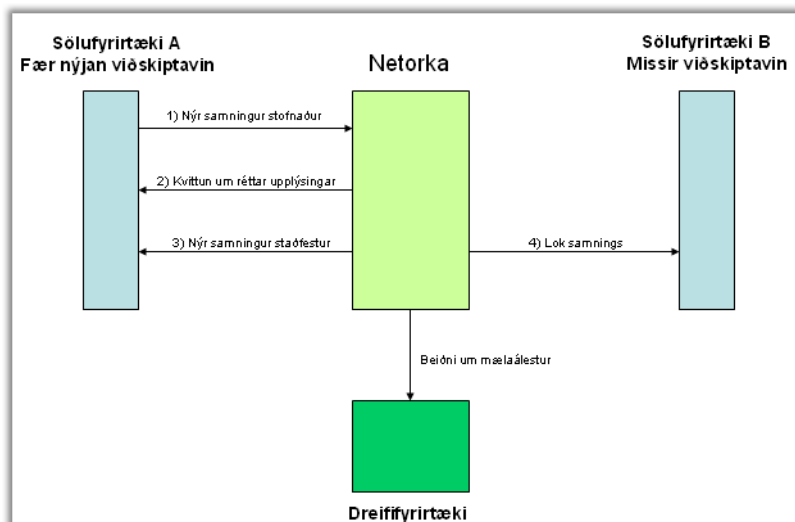 Sölufyrirtæki A
Fær nýjan viðskiptavin
Netorka
Sölufyrirtæki B
Missir viðskiptavin
1) Nýr samningur stofnaður
2) Kvittun um réttar upplýsingar
3) Nýr samningur staðfestur
4) Lok samnings
Beiðni um mælaálestur
Dreififyrirtæki